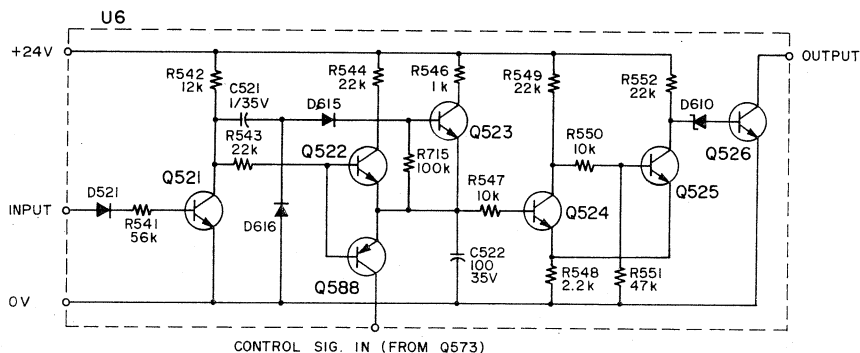 U6
+24V
OUTPUT
R542
12k
C521
1/35V
R544
22k
R546
1k
R549
22k
R552
22k
D615
D610
R543
22k
Q522
Q523
R715
100k
R550
10k
Q526
Q521
Q525
D521
R547
10k
INPUT
R541
56k
D616
Q524
Q588
C522
100
35V
R548
2.2k
R551
47k
0V
CONTROL SIG. IN (FROM Q573)